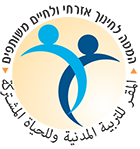 המטה לחינוך אזרחי ולחיים משותפים
المقر للتربية المدنية وللحياة المشتركة